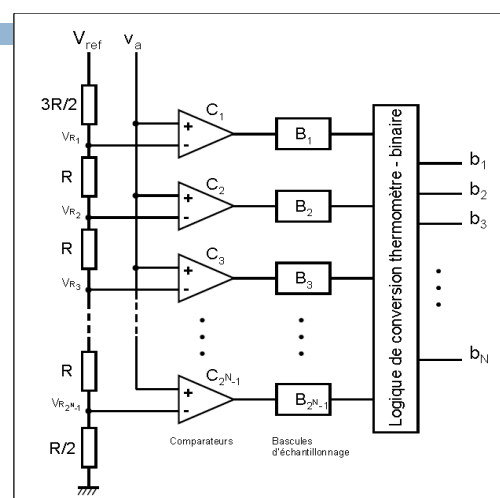 V_ref v_a
3R/2
V_R1
R
V_R2
R
V_R3
R
V_R2^N-1
R/2
C_1
+
-
C_2
+
-
C_3
+
-
C_2^N-1
+
-
Comparateurs
B_1
B_2
B_3
B_2^N-1
Bascules
d'échantillonnage
Logique de conversion thermomètre - binaire
b_1
b_2
b_3
b_N